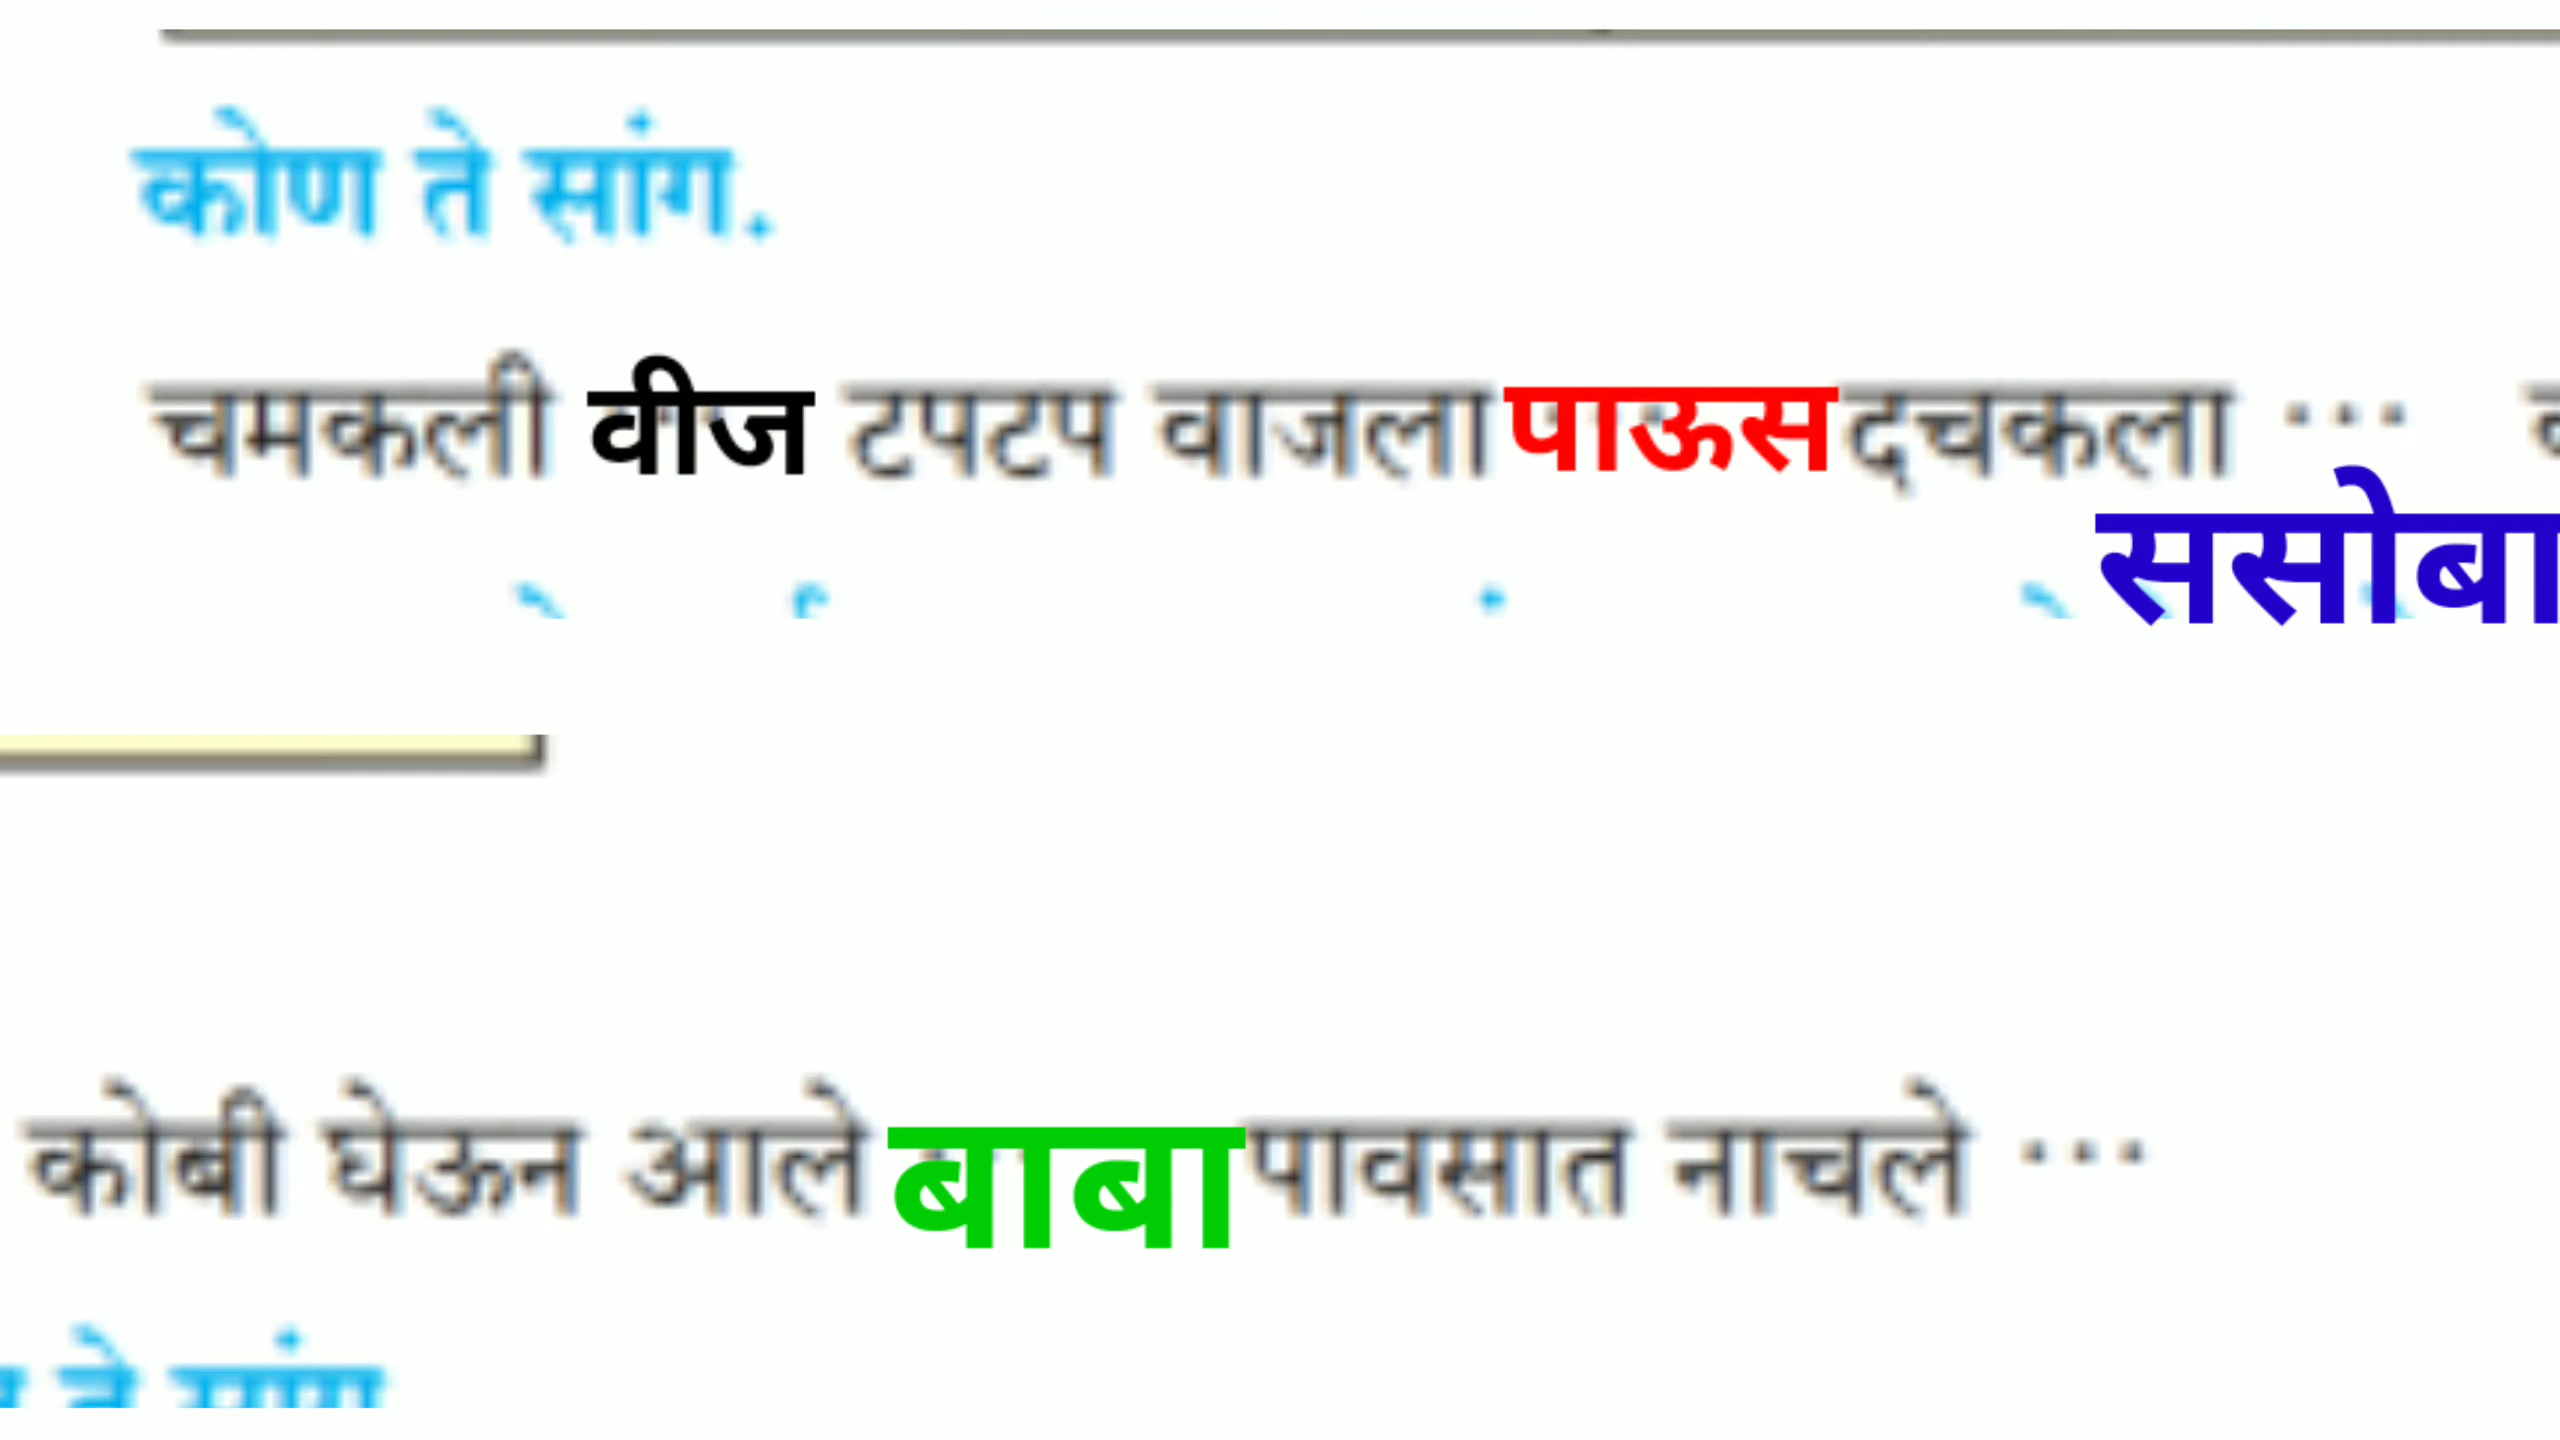 कोण ते सांग.
चमकली वीज टपटप वाजला पाऊस दचकला ...
ससोबा
कोबी घेऊन आले बाबा पावसात नाचले ...
ते सांग